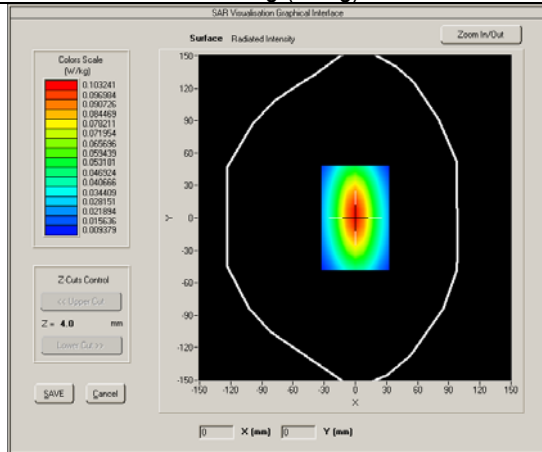 SAR Visualisation Graphical Interface
Surface Radiated Intensity
Zoom In/Out
Colors Scale
(W/kg)
0.103241
0.096984
0.090726
0.084469
0.078211
0.071954
0.065696
0.059439
0.053181
0.046924
0.040666
0.034409
0.028151
0.021894
0.015636
0.009379
150
120
90
60
30
0
-30
-60
-90
-120
-150
Y
-150 -120 -90 -60 -30 0 30 60 90 120 150
X
Z-Cuts Control
<< Upper Cut
Z = 4.0 mm
Lower Cut >>
SAVE Cancel
0 X (mm) 0 Y (mm)